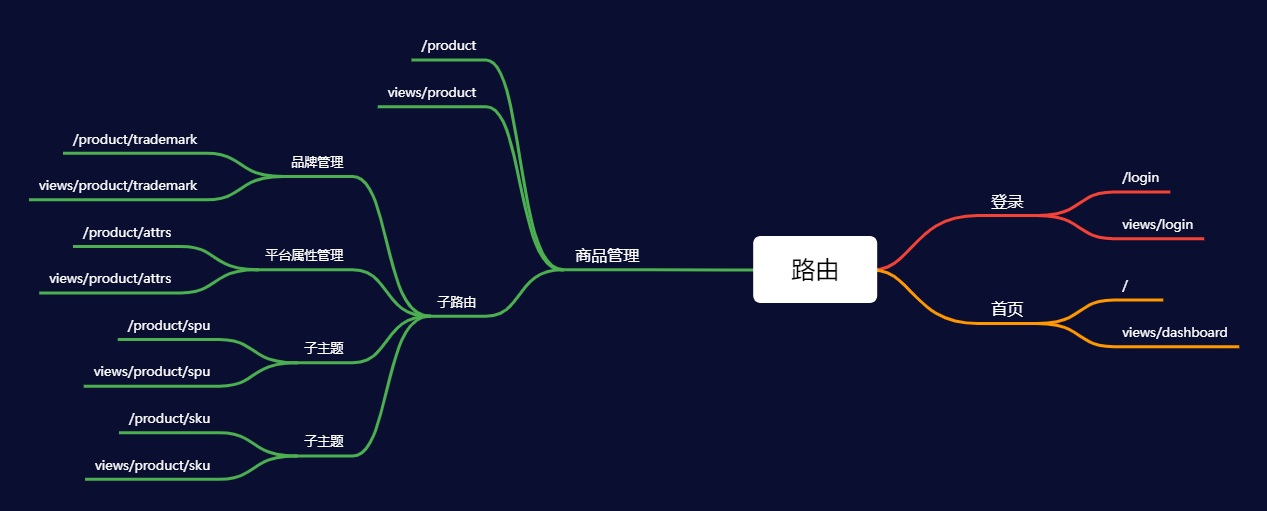 路由
登录
/login
views/login
首页
/
views/dashboard
商品管理
/product
views/product
子路由
品牌管理
/product/trademark
views/product/trademark
平台属性管理
/product/attrs
views/product/attrs
子主题
/product/spu
views/product/spu
子主题
/product/sku
views/product/sku